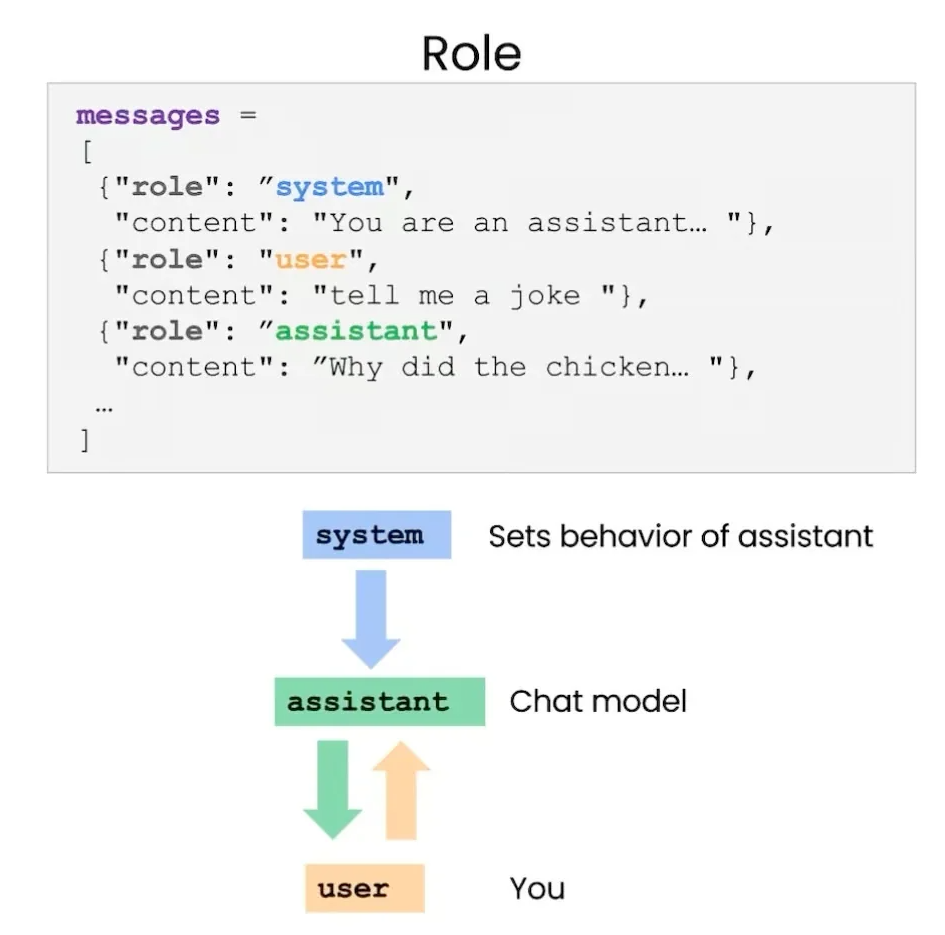 Role
messages =
[
{"role": ”system",
"content": "You are an assistant… "},
{"role": "user",
"content": "tell me a joke "},
{"role": ”assistant",
"content": ”Why did the chicken… "},
…
]
system Sets behavior of assistant
assistant Chat model
user You